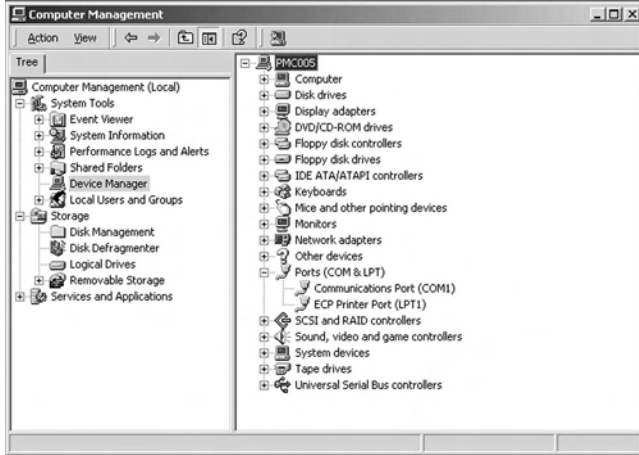 Computer Management
Action View
Tree
Computer Management (Local)
System Tools
Event Viewer
System Information
Performance Logs and Alerts
Shared Folders
Device Manager
Local Users and Groups
Storage
Disk Management
Disk Defragmenter
Logical Drives
Removable Storage
Services and Applications
PMC005
Computer
Disk drives
Display adapters
DVD/CD-ROM drives
Floppy disk controllers
Floppy disk drives
IDE ATA/ATAPI controllers
Keyboards
Mice and other pointing devices
Monitors
Network adapters
Other devices
Ports (COM & LPT)
Communications Port (COM1)
ECP Printer Port (LPT1)
SCSI and RAID controllers
Sound, video and game controllers
System devices
Tape drives
Universal Serial Bus controllers